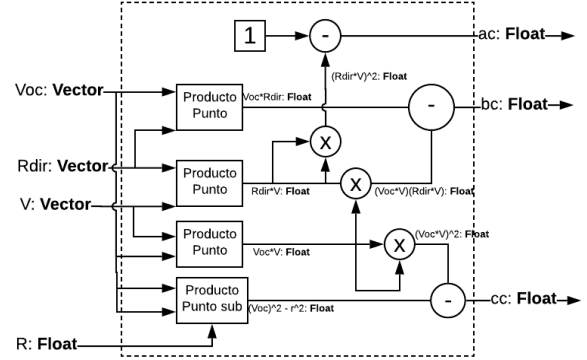 1
-
ac: Float
(Rdir*V)^2: Float
Voc: Vector
Producto
Punto
Voc*Rdir: Float
-
bc: Float
X
Rdir: Vector
Producto
Punto
Rdir*V: Float
X
(Voc*V)(Rdir*V): Float
V: Vector
Producto
Punto
Voc*V: Float
X
(Voc*V)^2: Float
Producto
Punto sub
(Voc)^2 - r^2: Float
-
cc: Float
R: Float